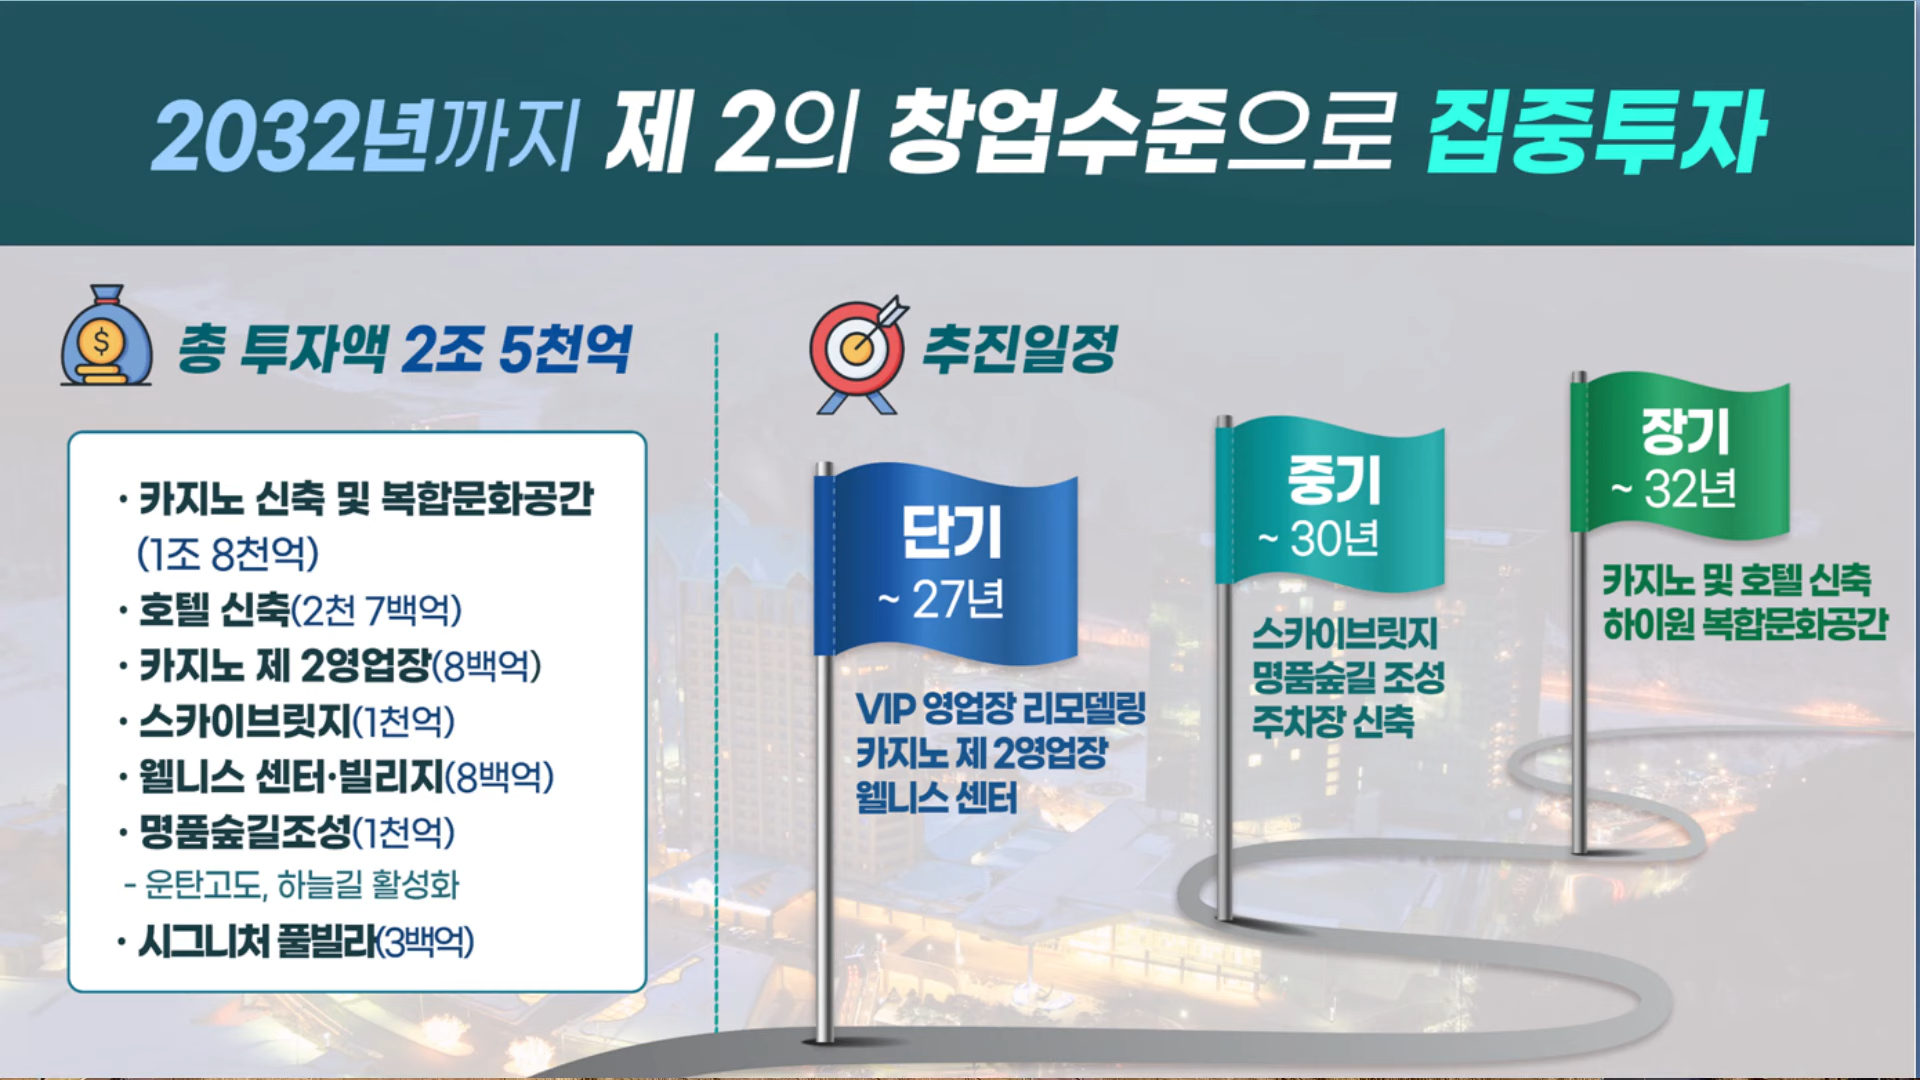 2032년까지 제 2의 창업수준으로 집중투자
총 투자액 2조 5천억
· 카지노 신축 및 복합문화공간
(1조 8천억)
· 호텔 신축(2천 7백억)
· 카지노 제 2영업장(8백억)
· 스카이브릿지(1천억)
· 웰니스 센터·빌리지(8백억)
· 명품숲길조성(1천억)
- 운탄고도, 하늘길 활성화
· 시그니처 풀빌라(3백억)
추진일정
단기
~ 27년
VIP 영업장 리모델링
카지노 제 2영업장
웰니스 센터
중기
~ 30년
스카이브릿지
명품숲길 조성
주차장 신축
장기
~ 32년
카지노 및 호텔 신축
하이원 복합문화공간